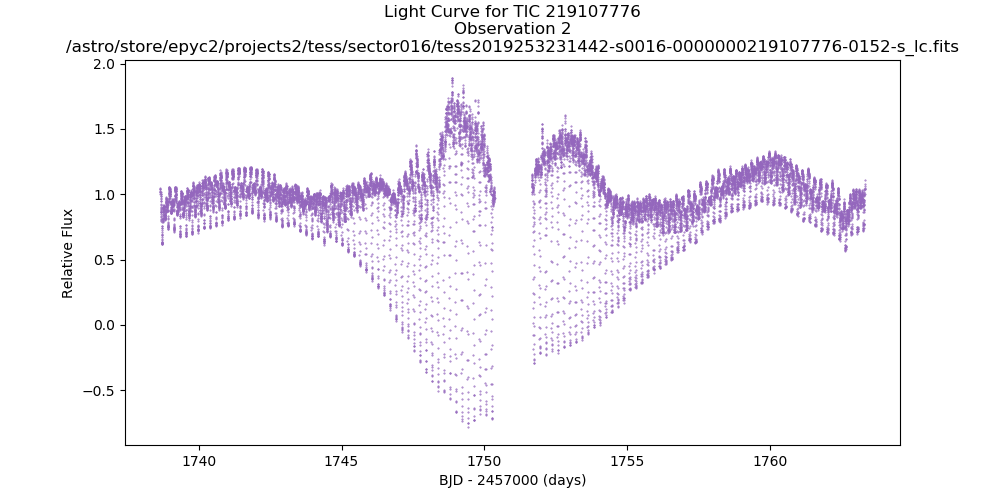 Light Curve for TIC 219107776
Observation 2
/astro/store/epyc2/projects2/tess/sector016/tess2019253231442-s0016-0000000219107776-0152-s_lc.fits
2.0
1.5
1.0
0.5
0.0
−0.5
Relative Flux
1740
1745
1750
1755
1760
BJD - 2457000 (days)